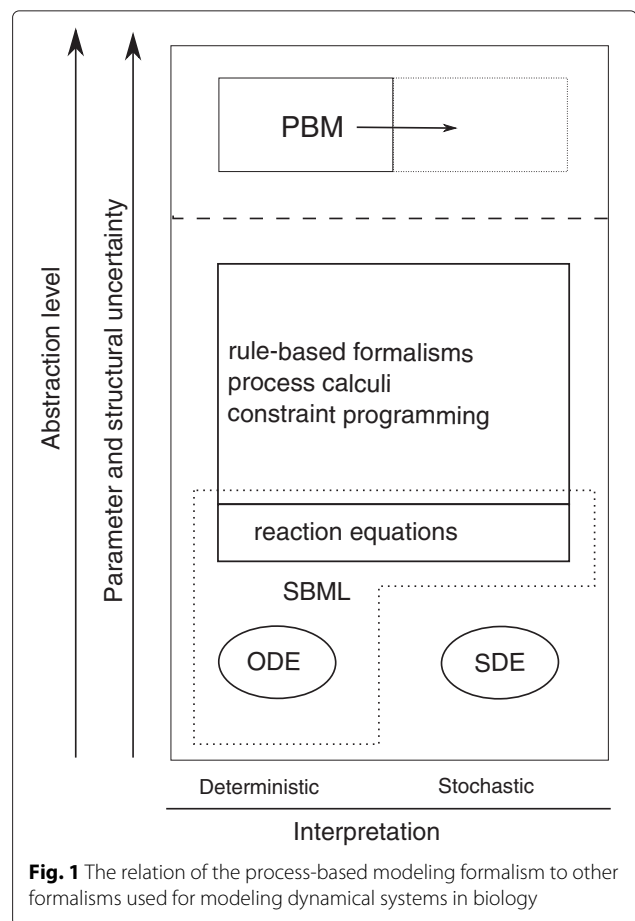 PBM
Abstraction level
Parameter and structural uncertainty
rule-based formalisms
process calculi
constraint programming
reaction equations
SBML
ODE
SDE
Deterministic
Stochastic
Interpretation
Fig. 1 The relation of the process-based modeling formalism to other
formalisms used for modeling dynamical systems in biology